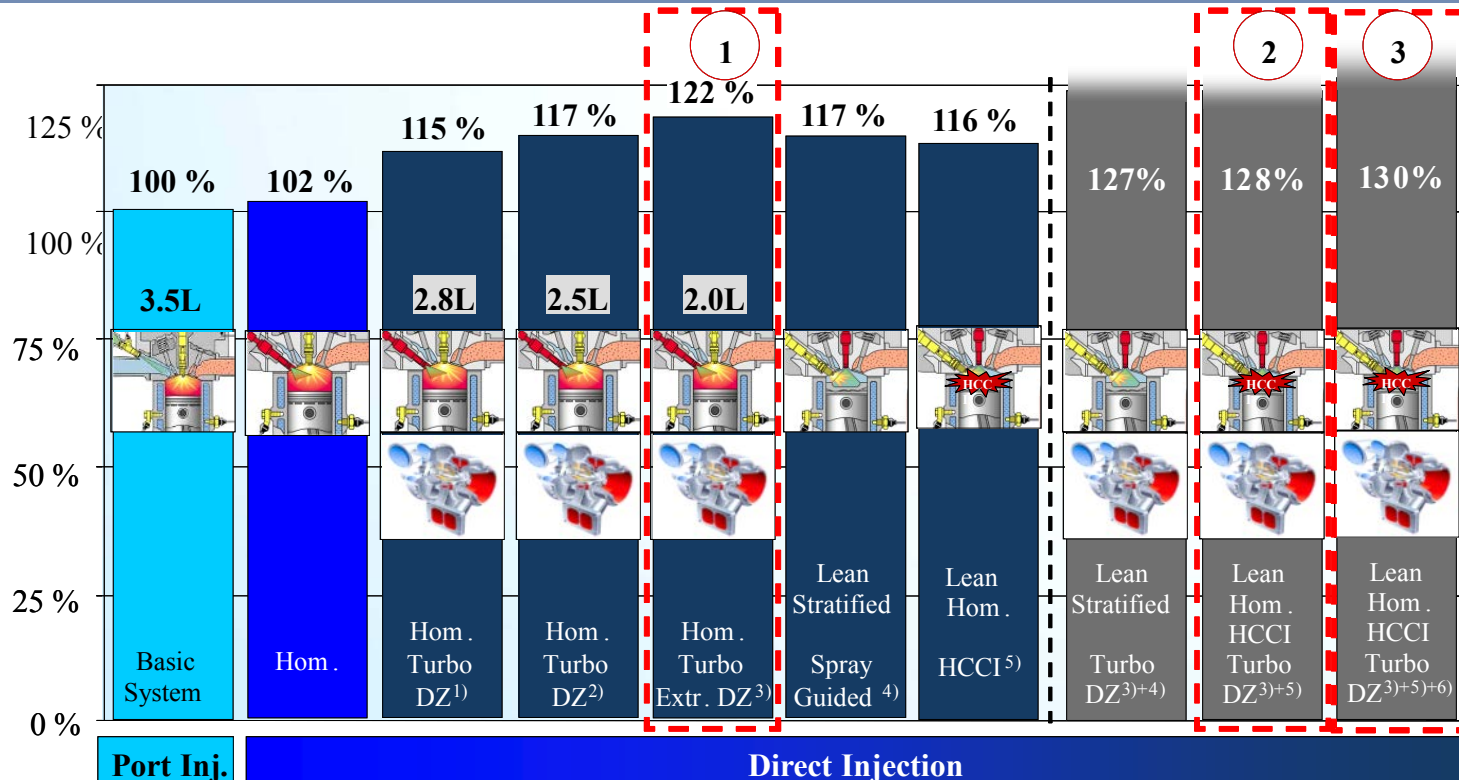 1
2
3
125 %
100 %
75 %
50 %
25 %
0 %
100 %
3.5L
Basic
System
102 %
Hom.
115 %
2.8L
Hom.
Turbo
DZ1)
117 %
2.5L
Hom.
Turbo
DZ2)
122 %
2.0L
Hom.
Turbo
Extr. DZ3)
117 %
Lean
Stratified
Spray
Guided 4)
116 %
HCC
Lean
Hom.
HCCI5)
127%
Lean
Stratified
Turbo
DZ3)+4)
128%
HCC
Lean
Hom.
HCCI
Turbo
DZ3)+5)
130%
HCC
Lean
Hom.
HCCI
Turbo
DZ3)+5)+6)
Port Inj.
Direct Injection